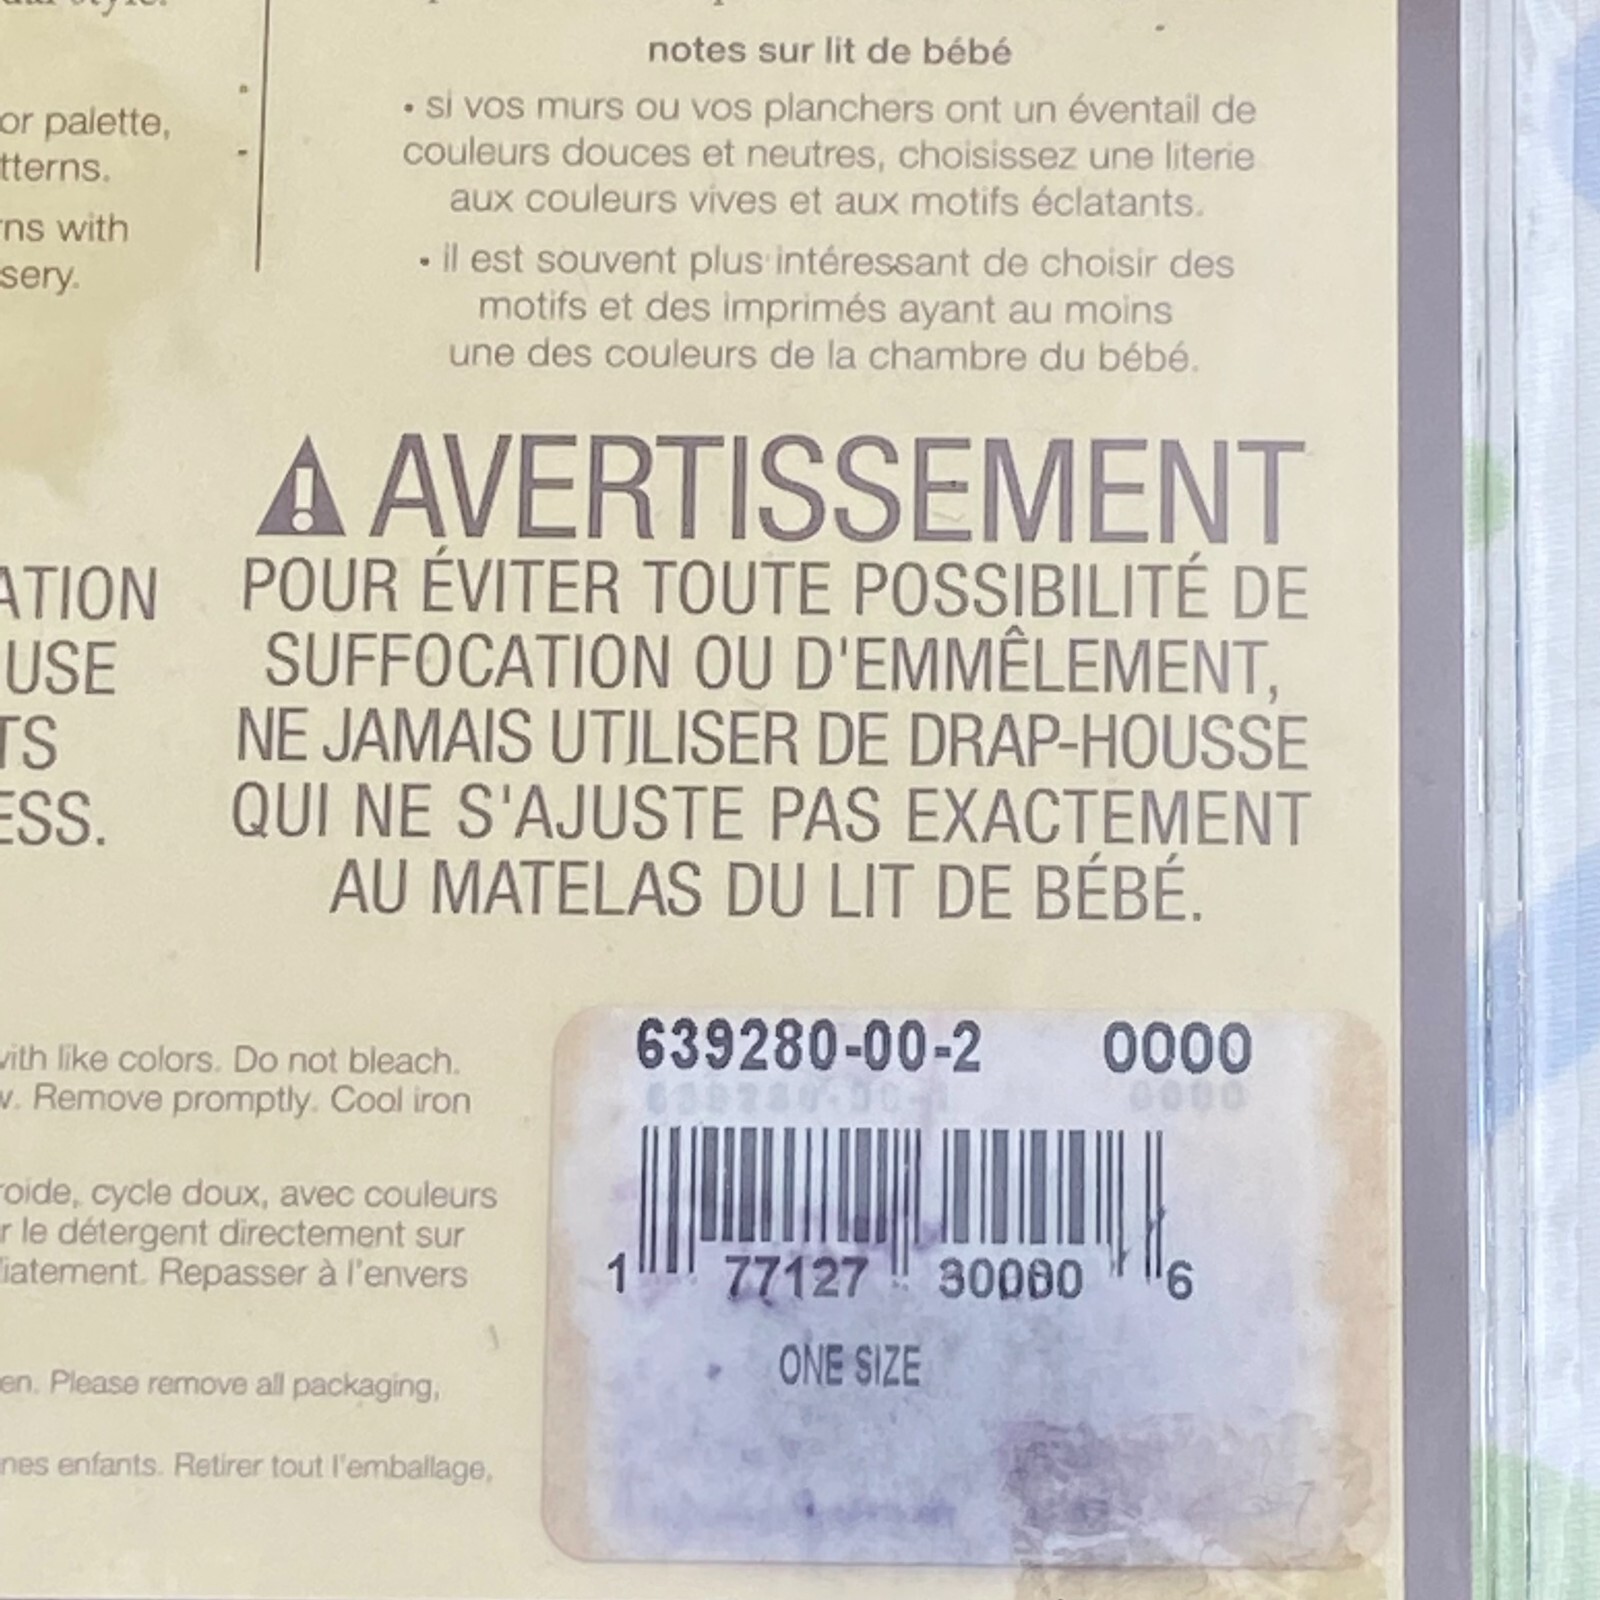 or palette,
tterns.
rns with
sery.
notes sur lit de bébé
• si vos murs ou vos planchers ont un éventail de
couleurs douces et neutres, choisissez une literie
aux couleurs vives et aux motifs éclatants.
• il est souvent plus intéressant de choisir des
motifs et des imprimés ayant au moins
une des couleurs de la chambre du bébé.
ATION
USE
TS
ESS.
AVERTISSEMENT
POUR ÉVITER TOUTE POSSIBILITÉ DE
SUFFOCATION OU D'EMMÊLEMENT,
NE JAMAIS UTILISER DE DRAP-HOUSSE
QUI NE S'AJUSTE PAS EXACTEMENT
AU MATELAS DU LIT DE BÉBÉ.
with like colors. Do not bleach.
w. Remove promptly. Cool iron
roide, cycle doux, avec couleurs
r le détergent directement sur
iatement. Repasser à l'envers
en. Please remove all packaging,
nes enfants. Retirer tout l'emballage,
639280-00-2 0000
1 77127 6
ONE SIZE